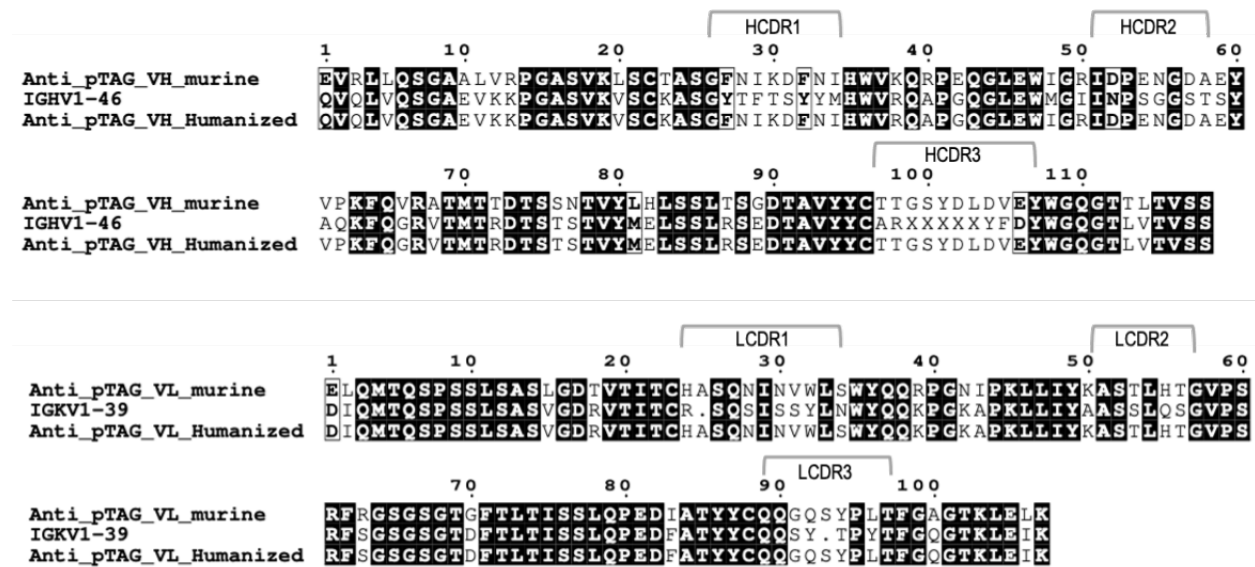 HCDR1 HCDR2
1 10 20 30 40 50 60
Anti_pTAG_VH_murine EVRLLQSGAALVRPGASVKLSCTASGFNIKDFNIHWVKQRPEQGLEWIGRIDPENGDAEY
IGHV1-46 QVQLVQSGAEVKKPGASVKVSCKASGYTFTSYYMHWVRQAPGQGLEWMGIINPSGGSTSY
Anti_pTAG_VH_Humanized QVQLVQSGAEVKKPGASVKVSCKASGFNIKDFNIHWVRQAPGQGLEWIGRIDPENGDAEY
HCDR3
70 80 90 100 110
Anti_pTAG_VH_murine VPKFQVRATMTTDTSSNTVYLHLSSLTSGDTAVYYCTTGSYDLDVEYWGQGTTLTVSS
IGHV1-46 AQKFQGRVTMTRDTSTSTVYMELSSLRSEDTAVYYCARXXXXXYFDYWGQGTLVTVSS
Anti_pTAG_VH_Humanized VPKFQGRVTMTRDTSTSTVYMELSSLRSEDTAVYYCTTGSYDLDVEYWGQGTLVTVSS
LCDR1 LCDR2
1 10 20 30 40 50 60
Anti_pTAG_VL_murine ELQMTQSPSSLSASLGDTVTITCHASQNINVWLSWYQQRPGNIPKLLIYKASTLHTGVPS
IGKV1-39 DIQMTQSPSSLSASVGDRVTITCR.SQSISSYLNWYQQKPGKAPKLLIYAASSLQSGVPS
Anti_pTAG_VL_Humanized DIQMTQSPSSLSASVGDRVTITCHASQNINVWLSWYQQKPGKAPKLLIYKASTLHTGVPS
LCDR3
70 80 90 100
Anti_pTAG_VL_murine RFRGSGSGTGFTLTISSLQPEDIATYYCQQGQSYPLTFGAGTKLELK
IGKV1-39 RFSGSGSGTDFTLTISSLQPEDFATYYCQQSY.TPYTFGQGTKLEIK
Anti_pTAG_VL_Humanized RFSGSGSGTDFTLTISSLQPEDFATYYCQQGQSYPLTFGQGTKLEIK